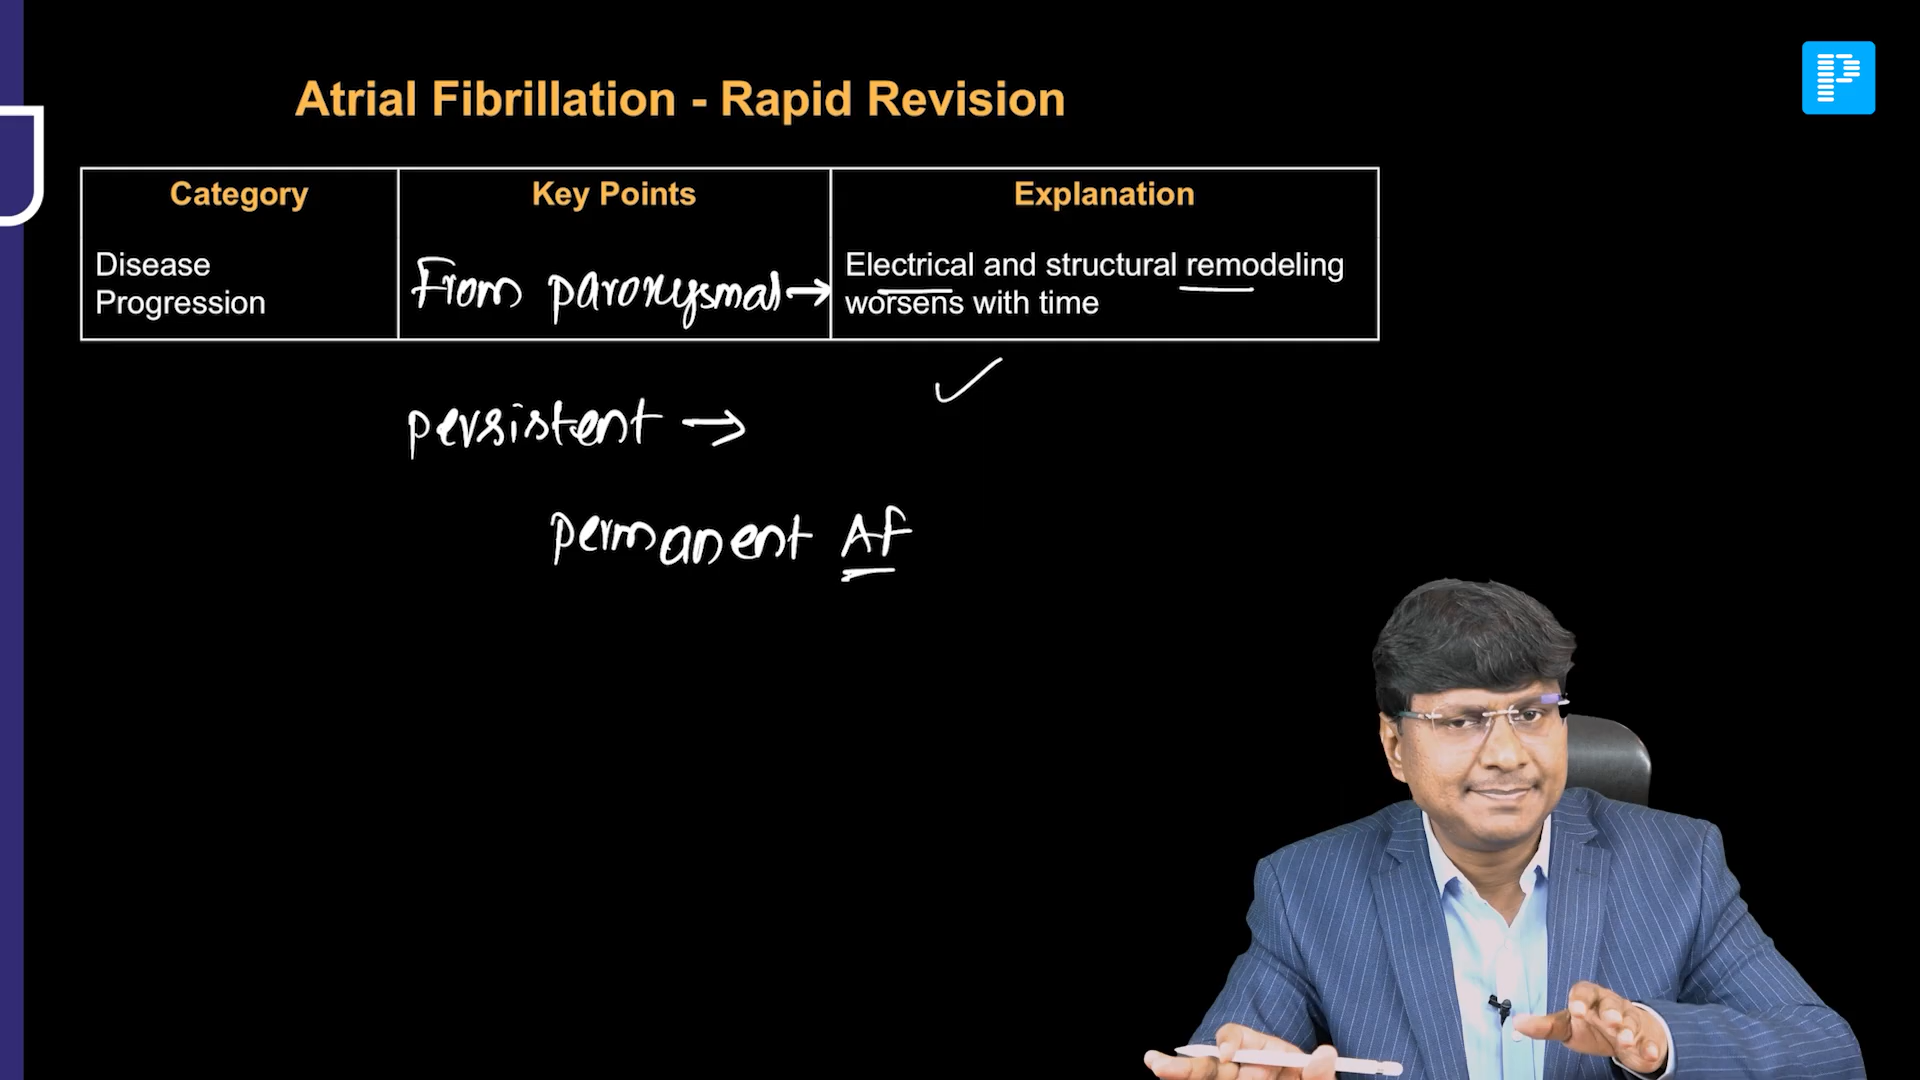 Atrial Fibrillation - Rapid Revision
Category
Key Points
Explanation
Disease
Progression
From paroxysmal →
Electrical and structural remodeling
worsens with time
persistent →
permanent AF